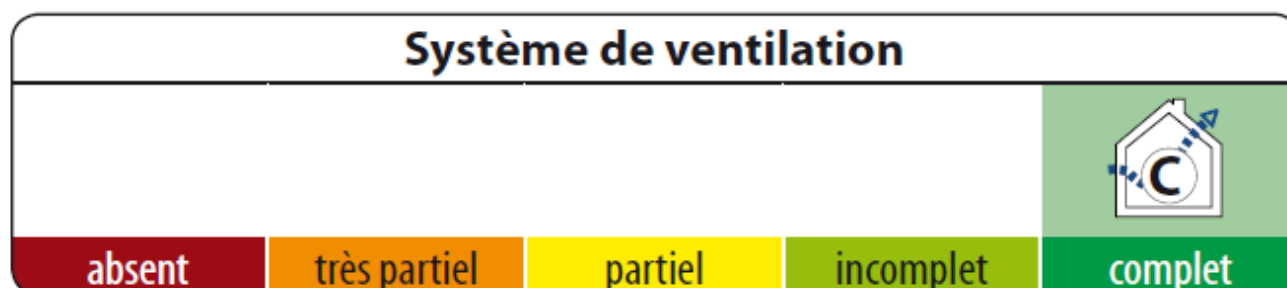 Système de ventilation
C
absent très partiel partiel incomplet complet